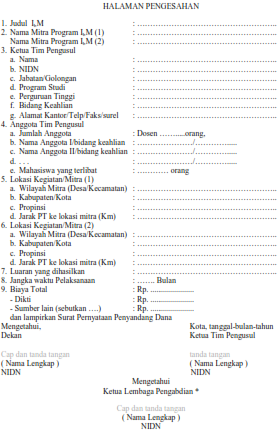 HALAMAN PENGESAHAN
1. Judul IbM : ……………………………………………
2. Nama Mitra Program IbM (1) : ……………………………………………
Nama Mitra Program IbM (2) : ……………………………………………
3. Ketua Tim Pengusul
a. Nama : ……………………………………………
b. NIDN : ……………………………………………
c. Jabatan/Golongan : ……………………………………………
d. Program Studi : ……………………………………………
e. Perguruan Tinggi : ……………………………………………
f. Bidang Keahlian : ……………………………………………
g. Alamat Kantor/Telp/Faks/surel : ……………………………………………
4. Anggota Tim Pengusul
a. Jumlah Anggota : Dosen ………....orang,
b. Nama Anggota I/bidang keahlian : …………………/……………..
c. Nama Anggota II/bidang keahlian : …………………/……………..
d. . . . : …………………/……………..
e. Mahasiswa yang terlibat : ………… orang
5. Lokasi Kegiatan/Mitra (1)
a. Wilayah Mitra (Desa/Kecamatan) : ……………………………………………
b. Kabupaten/Kota : ……………………………………………
c. Propinsi : ……………………………………………
d. Jarak PT ke lokasi mitra (Km) : ……………………………………………
6. Lokasi Kegiatan/Mitra (2)
a. Wilayah Mitra (Desa/Kecamatan) : ……………………………………………
b. Kabupaten/Kota : ……………………………………………
c. Propinsi : ……………………………………………
d. Jarak PT ke lokasi mitra (Km) : ……………………………………………
7. Luaran yang dihasilkan : ……………………………………………
8. Jangka waktu Pelaksanaan : ……. Bulan
9. Biaya Total : Rp. .......................
- Dikti : Rp. .......................
- Sumber lain (sebutkan ….) : Rp. .......................
dan lampirkan Surat Pernyataan Penyandang Dana
Mengetahui, Kota, tanggal-bulan-tahun
Dekan Ketua Tim Pengusul
Cap dan tanda tangan tanda tangan
( Nama Lengkap ) ( Nama Lengkap )
NIDN NIDN
Mengetahui
Ketua Lembaga Pengabdian *
Cap dan tanda tangan
( Nama Lengkap )
NIDN